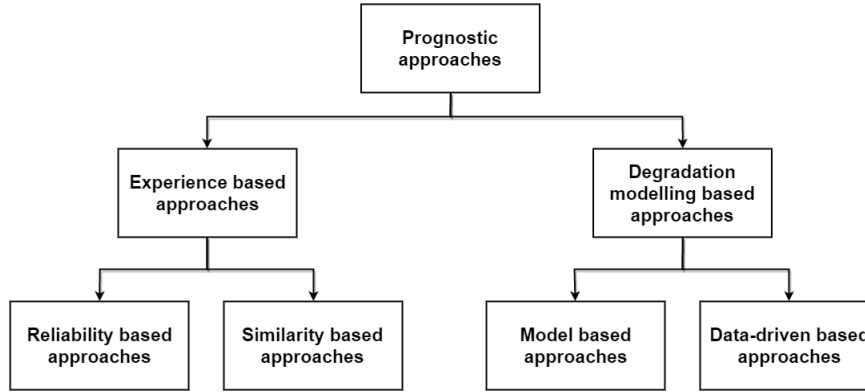 Prognostic
approaches
Experience based
approaches
Degradation
modelling based
approaches
Reliability based
approaches
Similarity based
approaches
Model based
approaches
Data-driven based
approaches